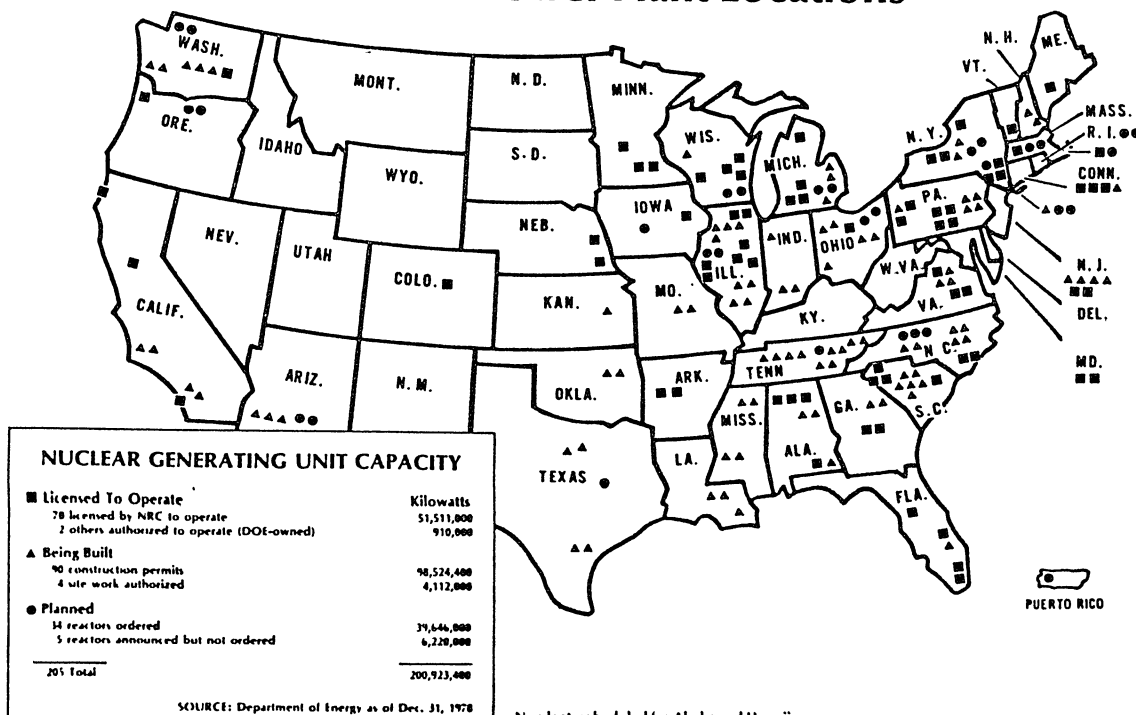 Plant Locations
WASH.
MONT.
N.D.
MINN.
N.H.
ME.
VT.
ORE.
IDAHO
S.D.
WIS.
MICH.
N.Y.
MASS.
R.I.
WYO.
CONN.
NEV.
UTAH
NEB.
IOWA
PA.
CALIF.
COLO.
KAN.
MO.
ILL.
IND.
OHIO
W.VA.
N.J.
VA.
DEL.
KY.
N.C.
MD.
ARIZ.
N.M.
OKLA.
ARK.
TENN
S.C.
TEXAS
LA.
MISS.
ALA.
GA.
FLA.
PUERTO RICO
NUCLEAR GENERATING UNIT CAPACITY
■ Licensed To Operate Kilowatts
70 licensed by NRC to operate 51,511,000
2 others authorized to operate (DOE-owned) 910,000
▲ Being Built
90 construction permits 98,524,400
4 site work authorized 4,112,000
● Planned
34 reactors ordered 39,646,000
5 reactors announced but not ordered 6,220,000
205 Total 200,923,400
SOURCE: Department of Energy as of Dec. 31, 1978